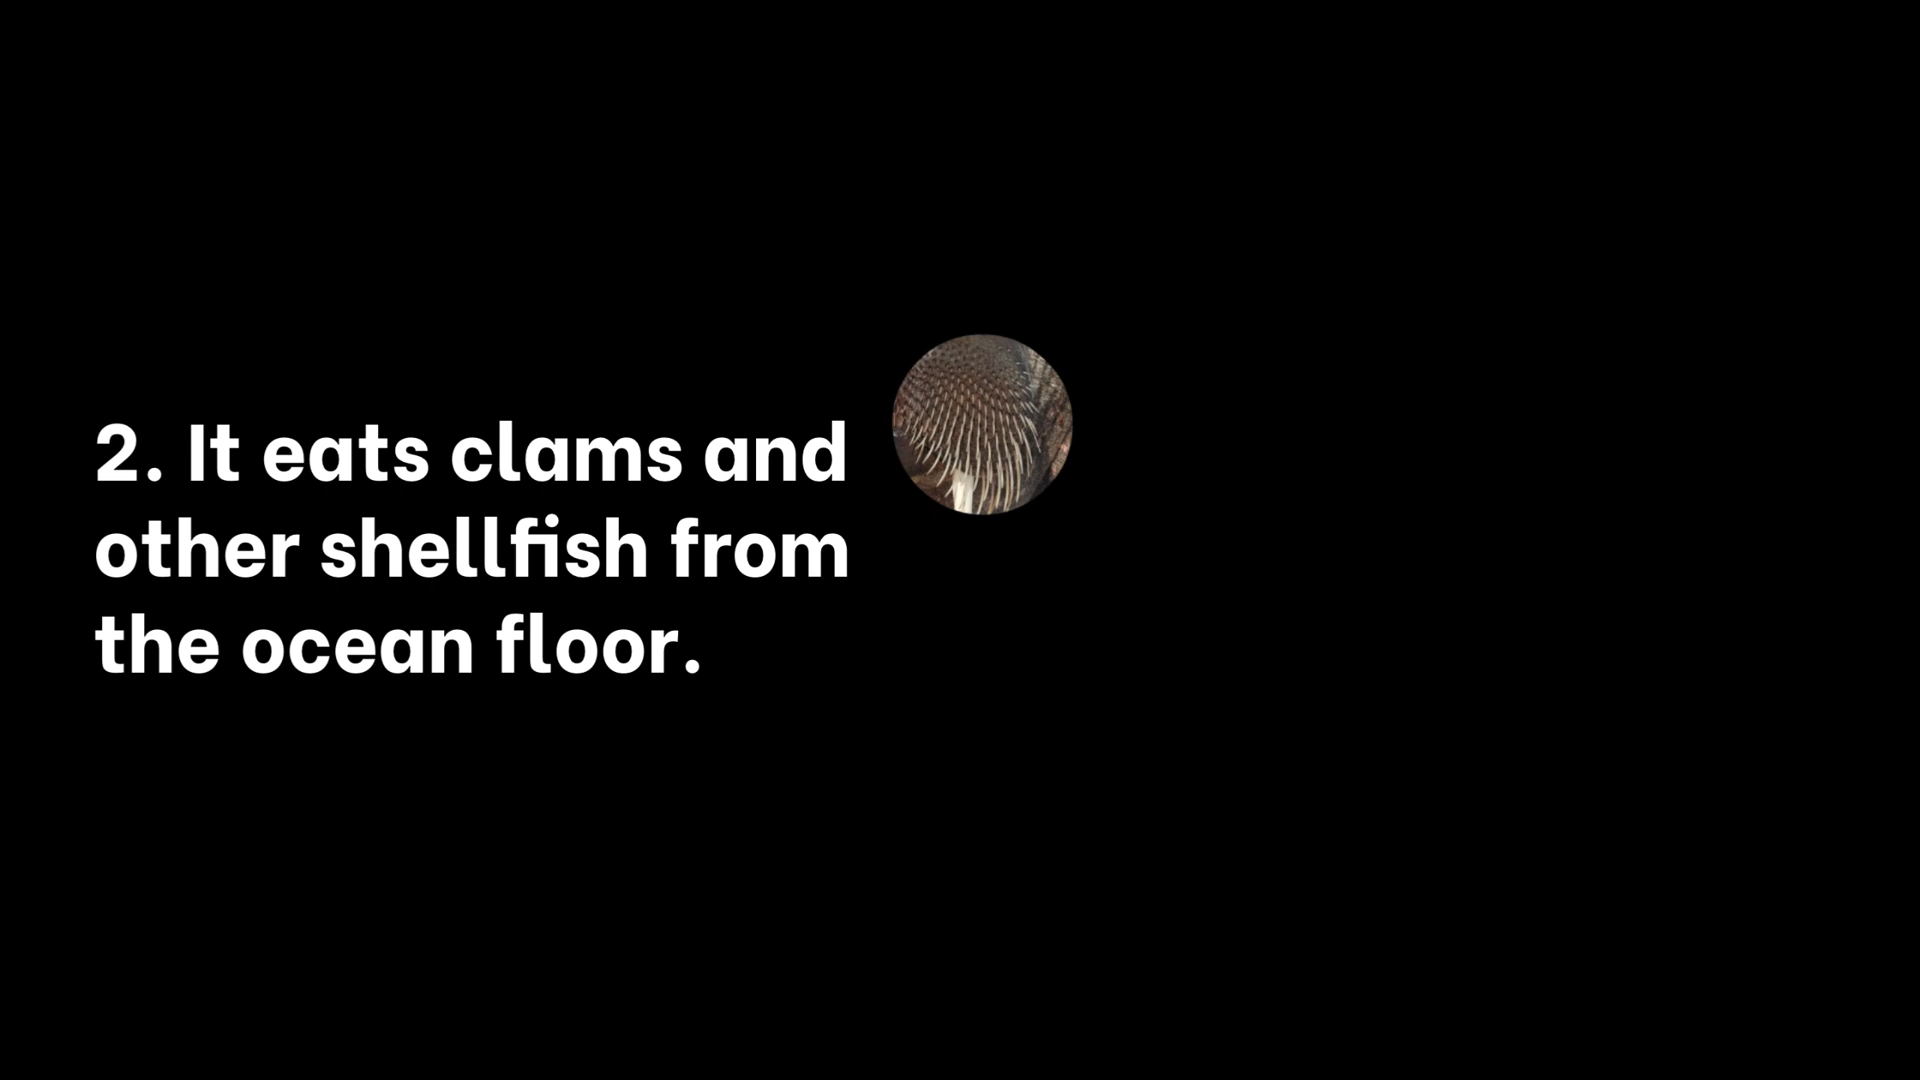 2. It eats clams and
other shellfish from
the ocean floor.